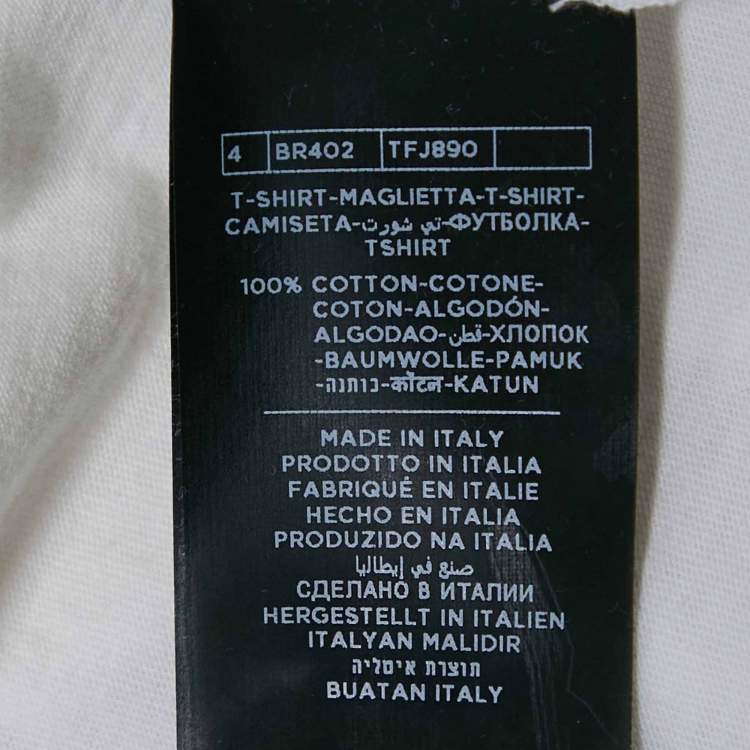 4 BR402 TFJ890
T-SHIRT-MAGLIETTA-T-SHIRT-
CAMISETA-تي شورت-ФУТБОЛКА-
TSHIRT
100% COTTON-COTONE-
COTON-ALGODÓN-
ALGODAO-قطن-ХЛОПОК
-BAUMWOLLE-PAMUK
-כותנה-कॉटन-KATUN
MADE IN ITALY
PRODOTTO IN ITALIA
FABRIQUÉ EN ITALIE
HECHO EN ITALIA
PRODUZIDO NA ITALIA
صنع في إيطاليا
СДЕЛАНО В ИТАЛИИ
HERGESTELLT IN ITALIEN
ITALYAN MALIDIR
תוצרת איטליה
BUATAN ITALY